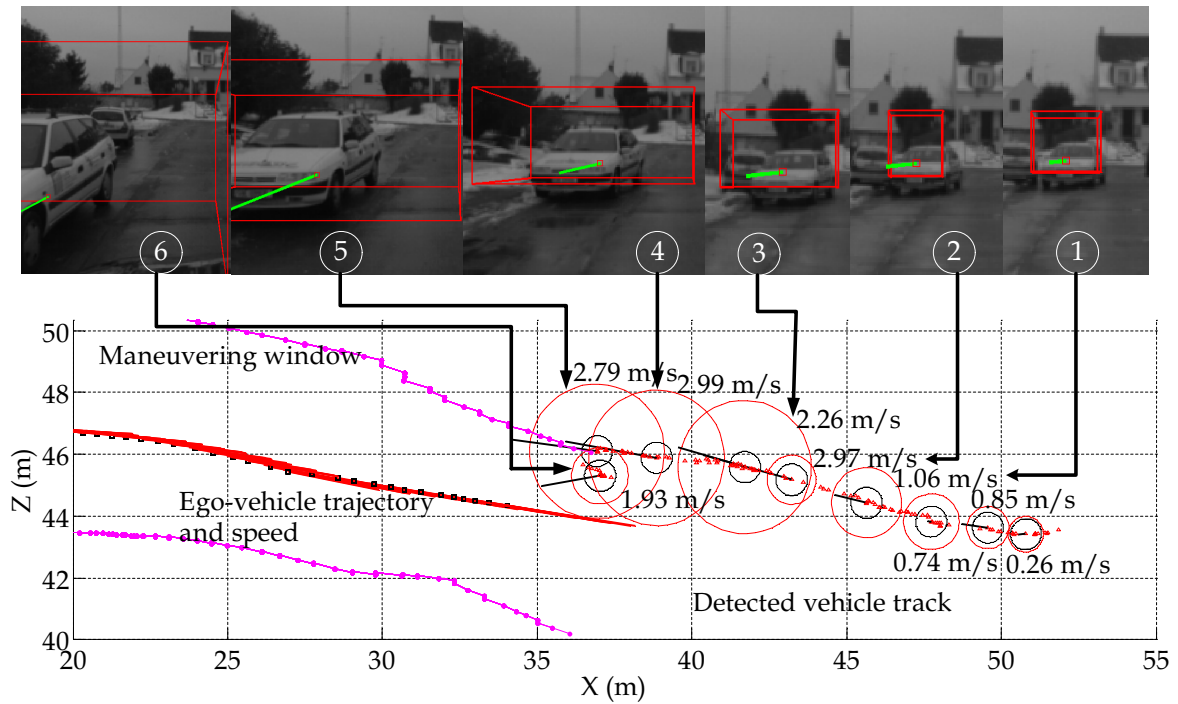 6 5 4 3 2 1
50
48
46
44
42
40
Z (m)
Maneuvering window
Ego-vehicle trajectory
and speed
2.79 m/s
2.99 m/s
2.26 m/s
2.97 m/s
1.06 m/s
0.85 m/s
1.93 m/s
0.74 m/s
0.26 m/s
Detected vehicle track
20 25 30 35 40 45 50 55
X (m)